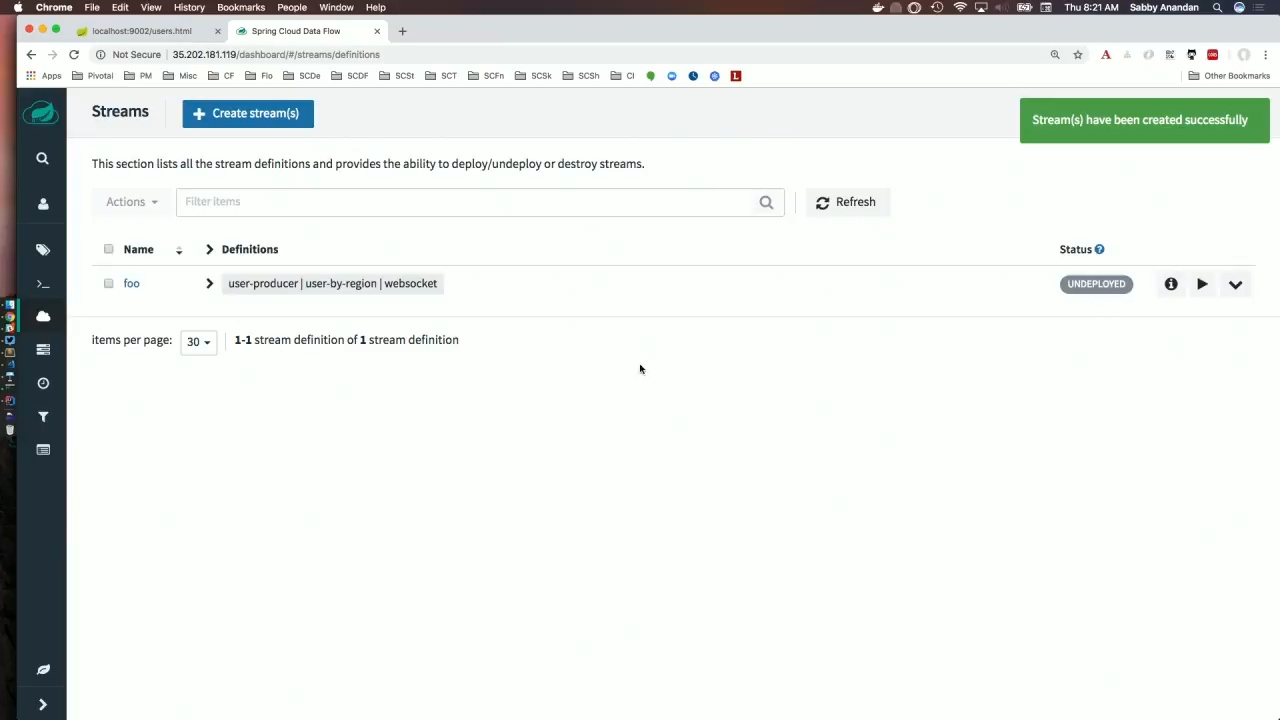 Chrome File Edit View History Bookmarks People Window Help Thu 8:21 AM Sabby Anandan
localhost:9002/users.html Spring Cloud Data Flow
Not Secure 35.202.181.119/dashboard/#/streams/definitions
Apps Pivotal PM Misc CF Flo SCDe SCDF SCSt SCT SCFn SCSk SCSh CI Other Bookmarks
Streams Create stream(s) Stream(s) have been created successfully
This section lists all the stream definitions and provides the ability to deploy/undeploy or destroy streams.
Actions Filter items Refresh
Name Definitions Status
foo user-producer | user-by-region | websocket UNDEPLOYED
items per page: 30 1-1 stream definition of 1 stream definition